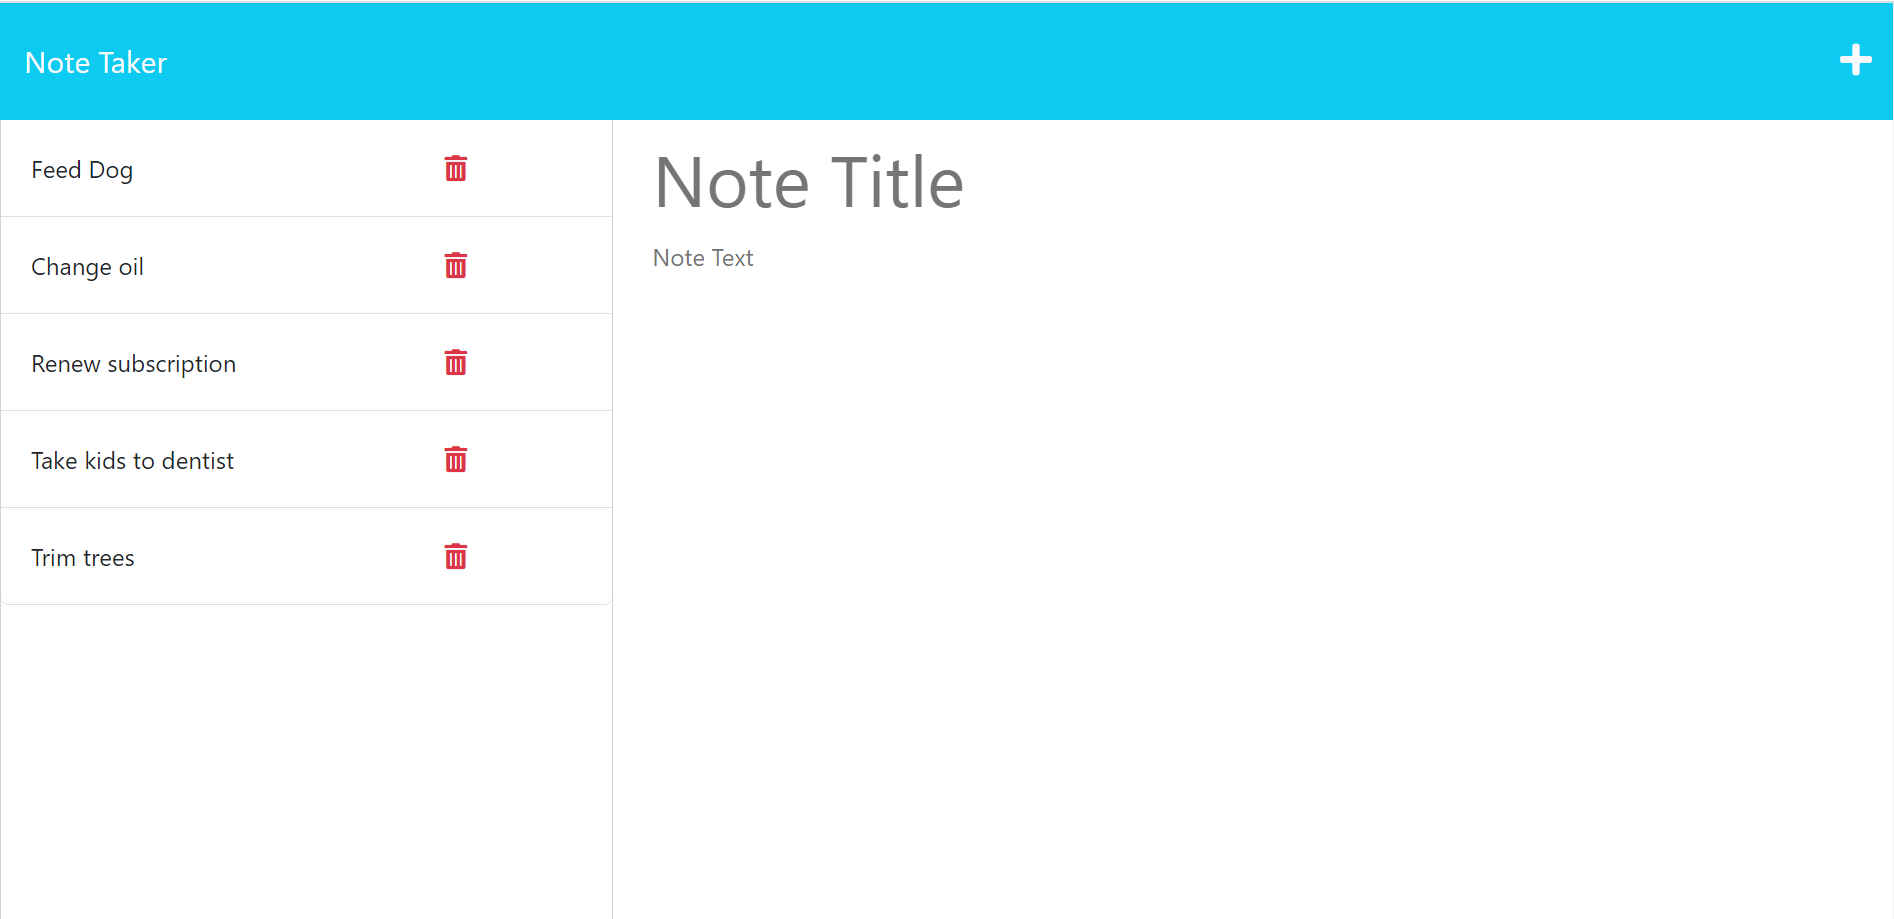 Note Taker
Feed Dog
Change oil
Renew subscription
Take kids to dentist
Trim trees
Note Title
Note Text